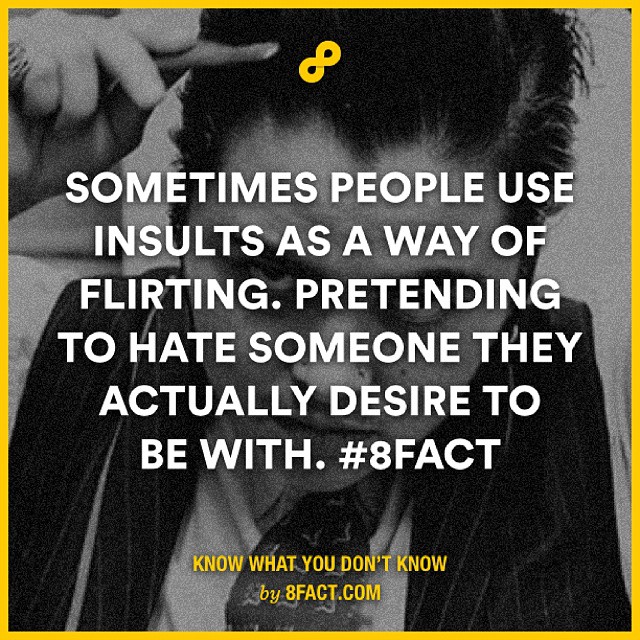 SOMETIMES PEOPLE USE
INSULTS AS A WAY OF
FLIRTING. PRETENDING
TO HATE SOMEONE THEY
ACTUALLY DESIRE TO
BE WITH. #8FACT
KNOW WHAT YOU DON'T KNOW
by 8FACT.COM